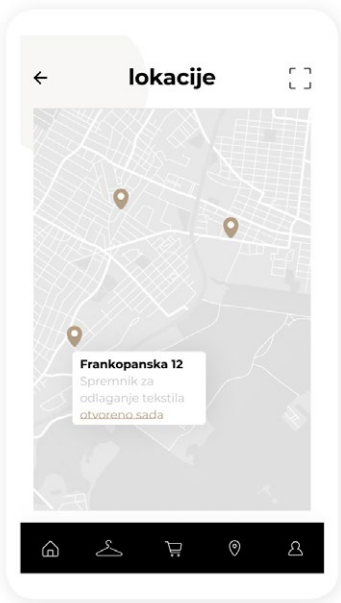 lokacije
Frankopanska 12
Spremnik za
odlaganje tekstila
otvoreno sada